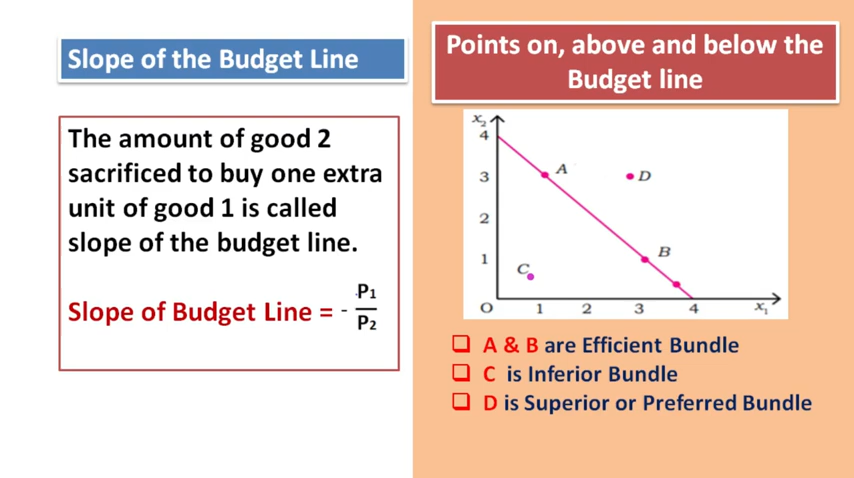 Slope of the Budget Line
The amount of good 2
sacrificed to buy one extra
unit of good 1 is called
slope of the budget line.
Slope of Budget Line = - P₁/P₂
Points on, above and below the
Budget line
x₂
4
3
2
1
O
1
2
3
4
x₁
A
D
B
C
A & B are Efficient Bundle
C is Inferior Bundle
D is Superior or Preferred Bundle